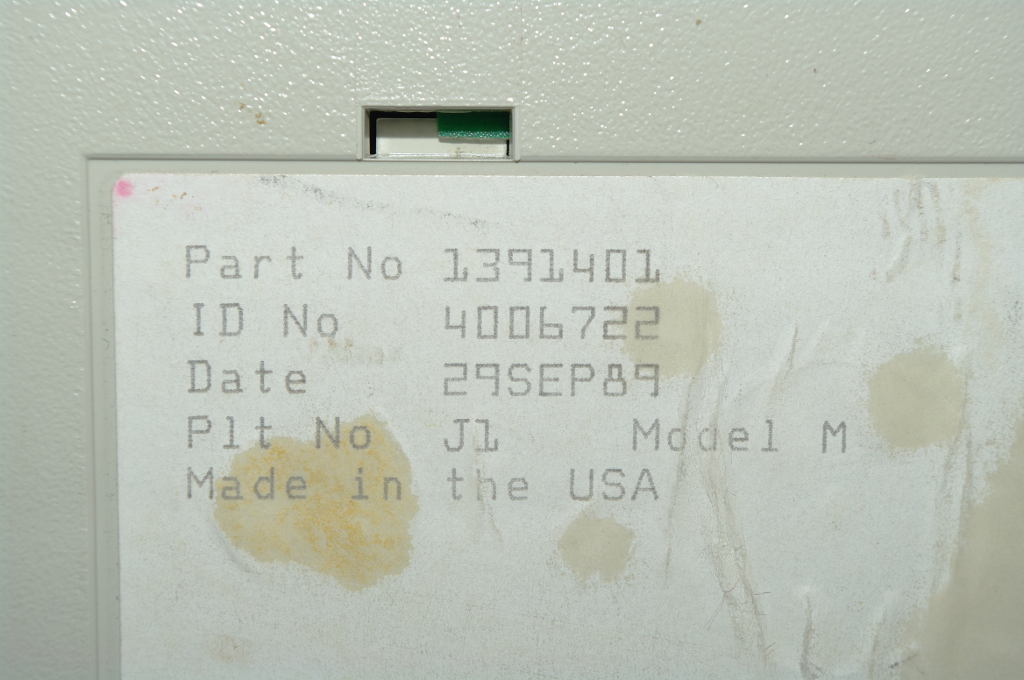 Part No 1391401
ID No 4006722
Date 29SEP89
Plt No J1 Model M
Made in the USA